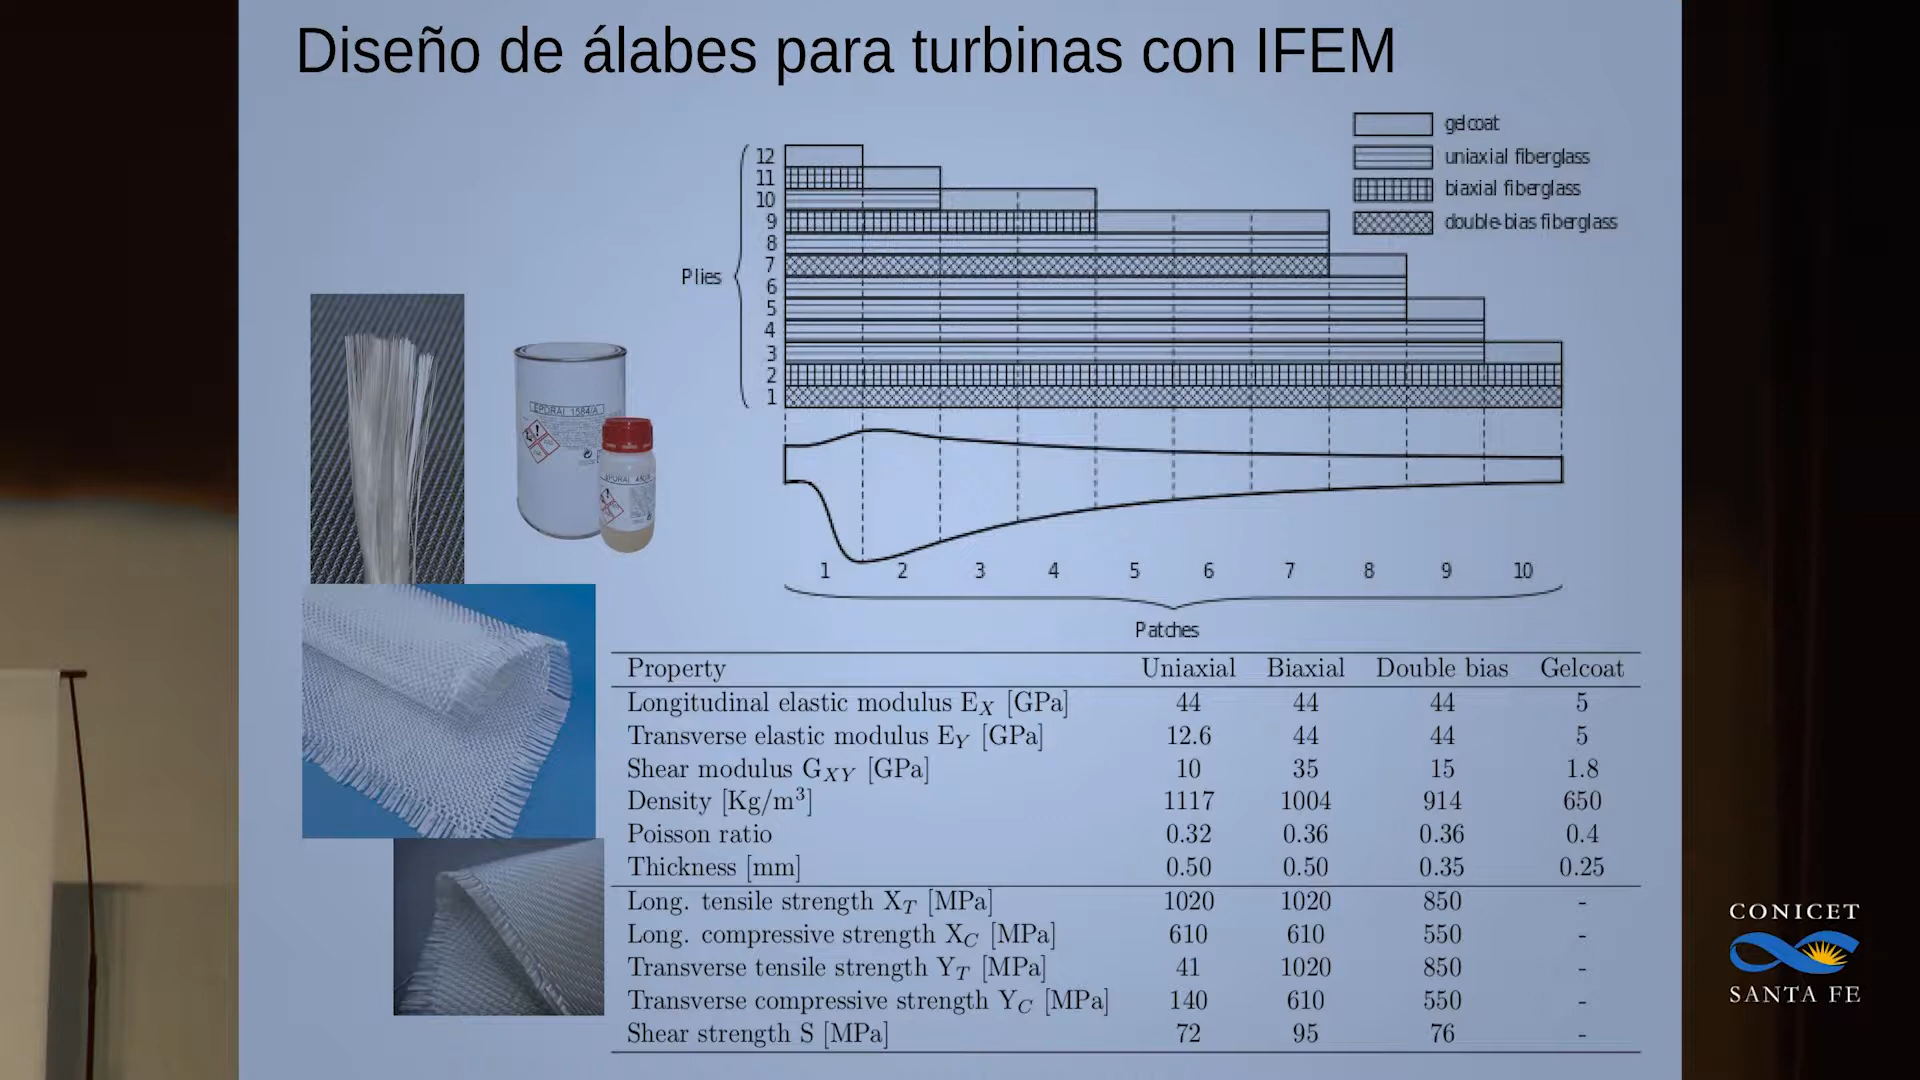 Diseño de álabes para turbinas con IFEM
gelcoat
uniaxial fiberglass
biaxial fiberglass
double-bias fiberglass
12
11
10
9
8
7
6
5
4
3
2
1
Plies
EPORAI 1564/A
1 2 3 4 5 6 7 8 9 10
Patches
Property Uniaxial Biaxial Double bias Gelcoat
Longitudinal elastic modulus E_X [GPa] 44 44 44 5
Transverse elastic modulus E_Y [GPa] 12.6 44 44 5
Shear modulus G_XY [GPa] 10 35 15 1.8
Density [Kg/m³] 1117 1004 914 650
Poisson ratio 0.32 0.36 0.36 0.4
Thickness [mm] 0.50 0.50 0.35 0.25
Long. tensile strength X_T [MPa] 1020 1020 850 -
Long. compressive strength X_C [MPa] 610 610 550 -
Transverse tensile strength Y_T [MPa] 41 1020 850 -
Transverse compressive strength Y_C [MPa] 140 610 550 -
Shear strength S [MPa] 72 95 76 -
CONICET
SANTA FE